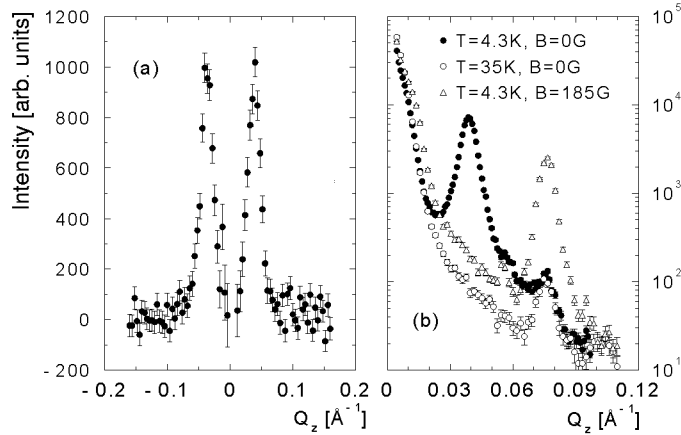 Intensity [arb. units]
1200
1000
800
600
400
200
0
- 200
(a)
- 0.2
- 0.1
0
0.1
0.2
Q z [Å -1 ]
T=4.3K, B=0G
T=35K, B=0G
T=4.3K, B=185G
(b)
10 5
10 4
10 3
10 2
10 1
0.00
0.03
0.06
0.09
0.12
Q z [Å -1 ]